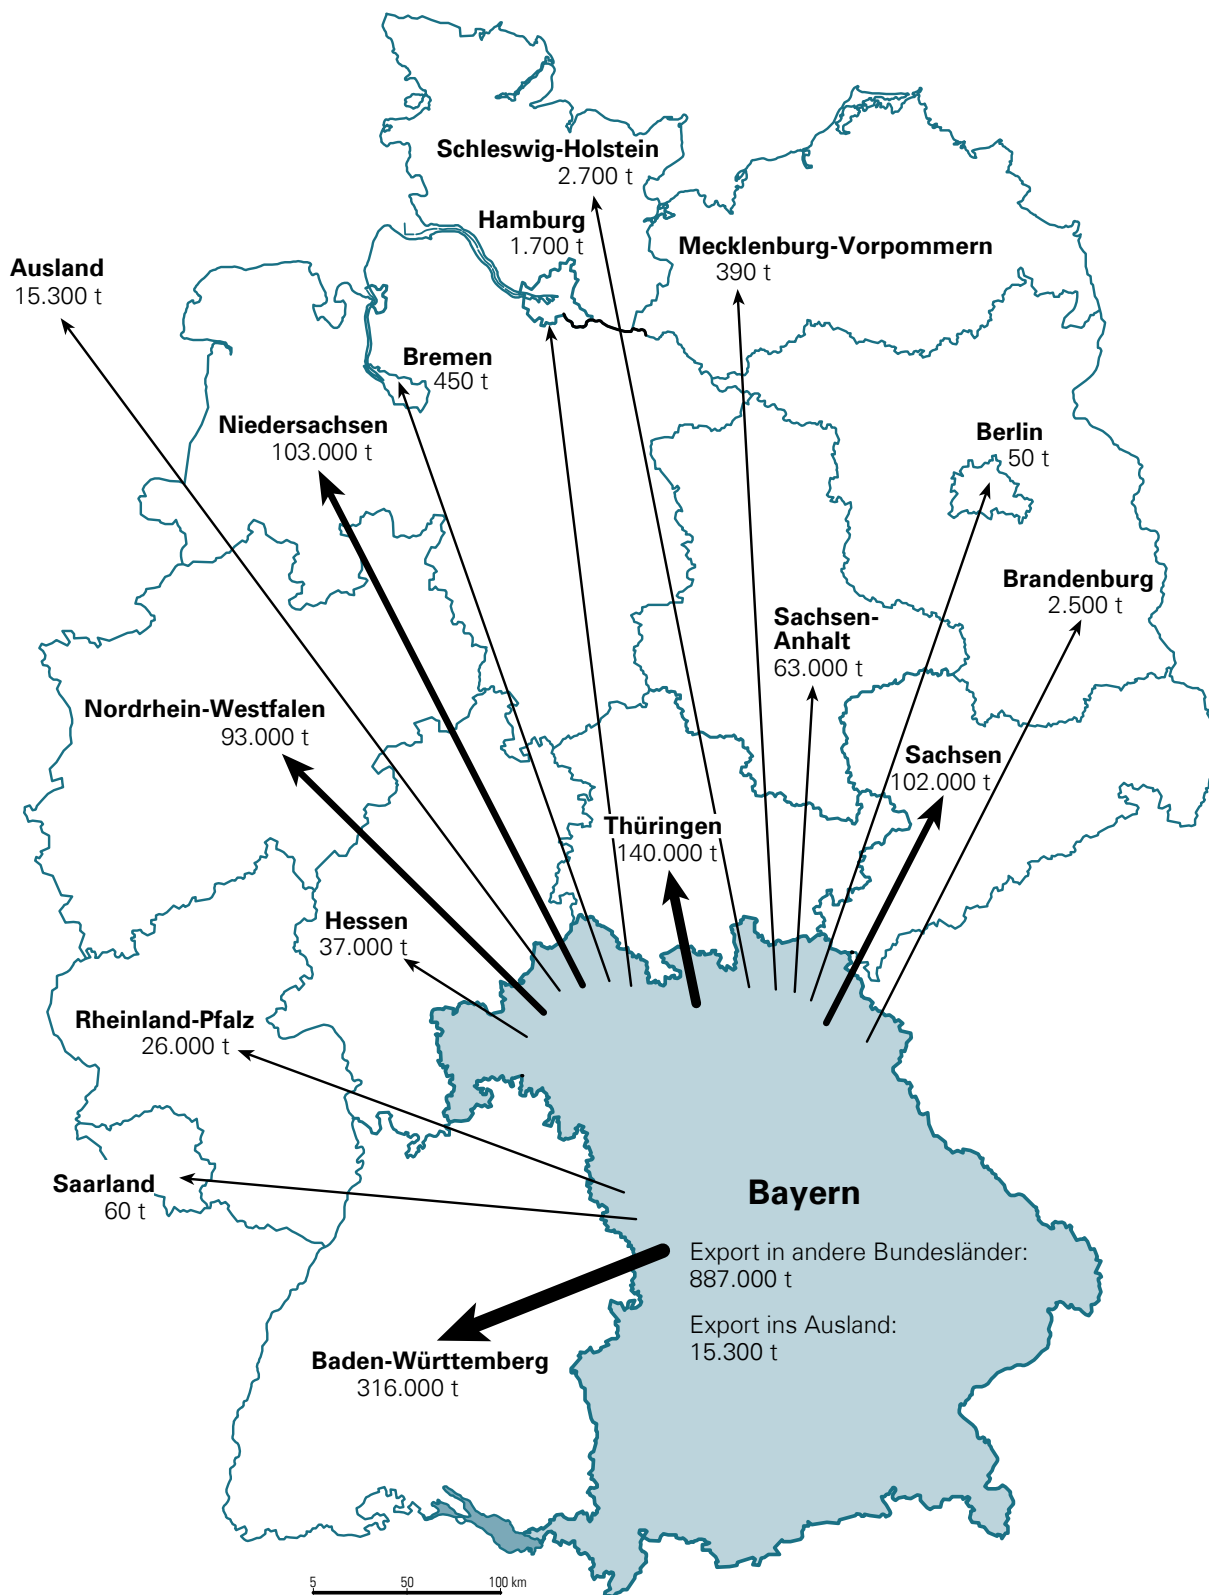 Schleswig-Holstein
2.700 t
Hamburg
1.700 t
Mecklenburg-Vorpommern
390 t
Ausland
15.300 t
Bremen
450 t
Niedersachsen
103.000 t
Berlin
50 t
Brandenburg
2.500 t
Sachsen-
Anhalt
63.000 t
Nordrhein-Westfalen
93.000 t
Sachsen
102.000 t
Thüringen
140.000 t
Hessen
37.000 t
Rheinland-Pfalz
26.000 t
Saarland
60 t
Bayern
Export in andere Bundesländer:
887.000 t
Export ins Ausland:
15.300 t
Baden-Württemberg
316.000 t
5 50 100 km